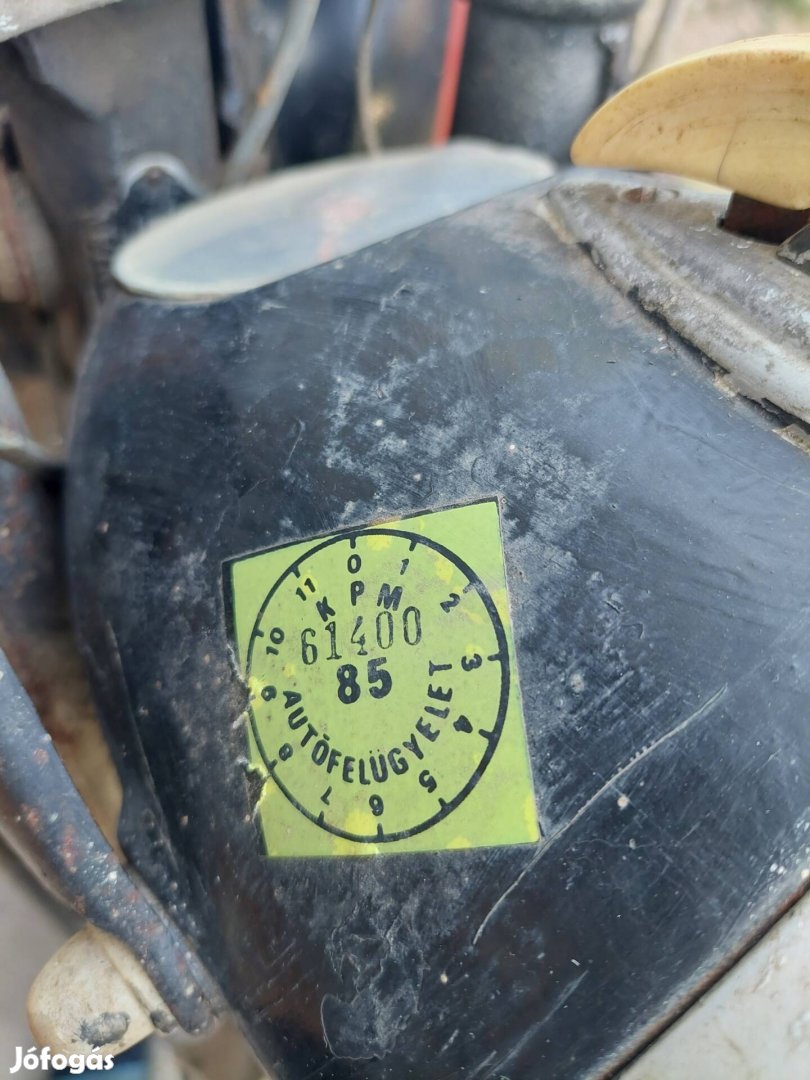 0 1 2 3 4 5 6 7 8 9 10 11
KPM
61400
85
AUTÓFELÜGYELET
Jófogás